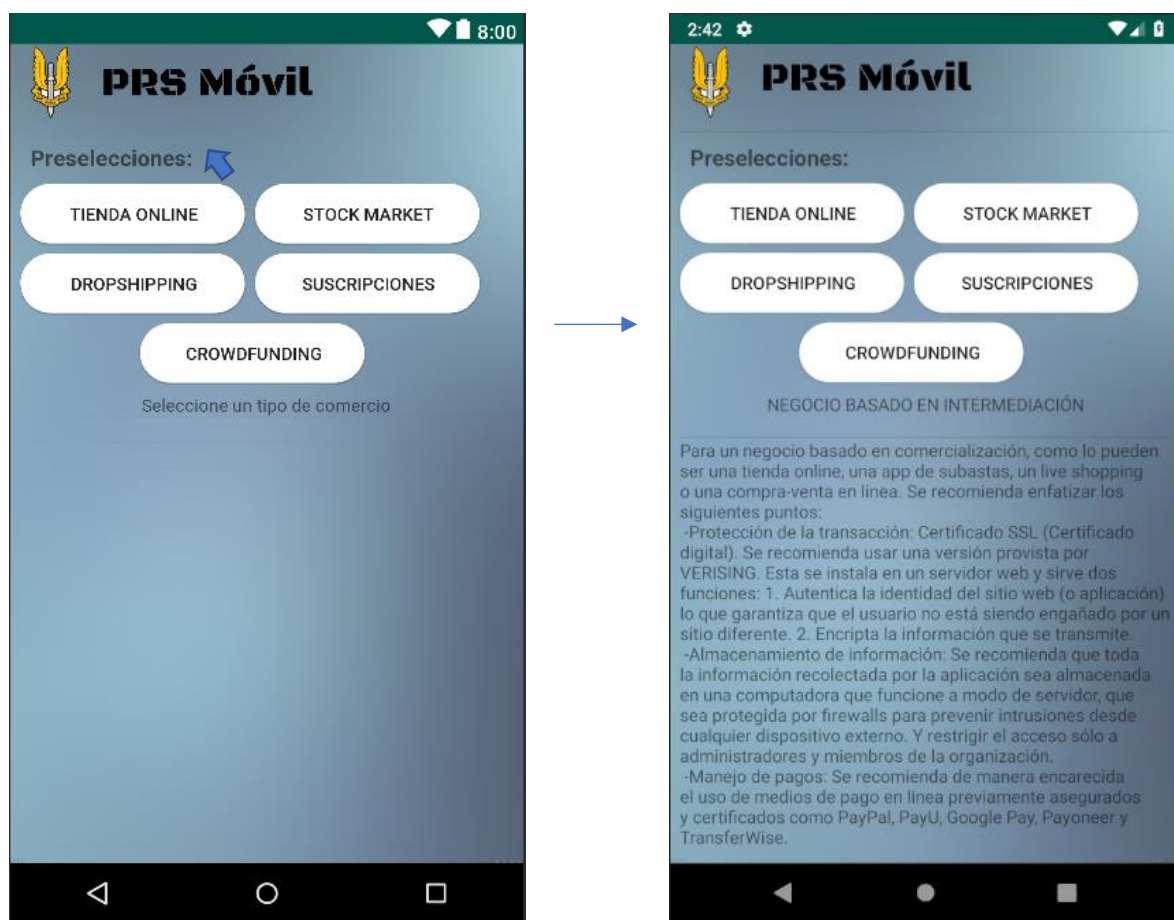 8:00
PRS Móvil
Preselecciones:
TIENDA ONLINE
STOCK MARKET
DROPSHIPPING
SUSCRIPCIONES
CROWDFUNDING
Seleccione un tipo de comercio
2:42
PRS Móvil
Preselecciones:
TIENDA ONLINE
STOCK MARKET
DROPSHIPPING
SUSCRIPCIONES
CROWDFUNDING
NEGOCIO BASADO EN INTERMEDIACIÓN
Para un negocio basado en comercialización, como lo pueden
ser una tienda online, una app de subastas, un live shopping
o una compra-venta en linea. Se recomienda enfatizar los
siguientes puntos:
-Protección de la transacción: Certificado SSL (Certificado
digital). Se recomienda usar una versión provista por
VERISING. Esta se instala en un servidor web y sirve dos
funciones: 1. Autentica la identidad del sitio web (o aplicación)
lo que garantiza que el usuario no está siendo engañado por un
sitio diferente. 2. Encripta la información que se transmite.
-Almacenamiento de información: Se recomienda que toda
la información recolectada por la aplicación sea almacenada
en una computadora que funcione a modo de servidor, que
sea protegida por firewalls para prevenir intrusiones desde
cualquier dispositivo externo. Y restrigir el acceso sólo a
administradores y miembros de la organización.
-Manejo de pagos: Se recomienda de manera encarecida
el uso de medios de pago en linea previamente asegurados
y certificados como PayPal, PayU, Google Pay, Payoneer y
TransferWise.